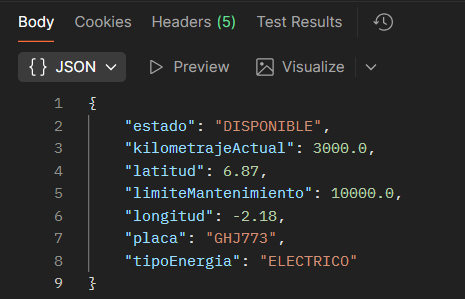 Body Cookies Headers (5) Test Results
{} JSON Preview Visualize
1 {
2 "estado": "DISPONIBLE",
3 "kilometrajeActual": 3000.0,
4 "latitud": 6.87,
5 "limiteMantenimiento": 10000.0,
6 "longitud": -2.18,
7 "placa": "GHJ773",
8 "tipoEnergia": "ELECTRICO"
9 }